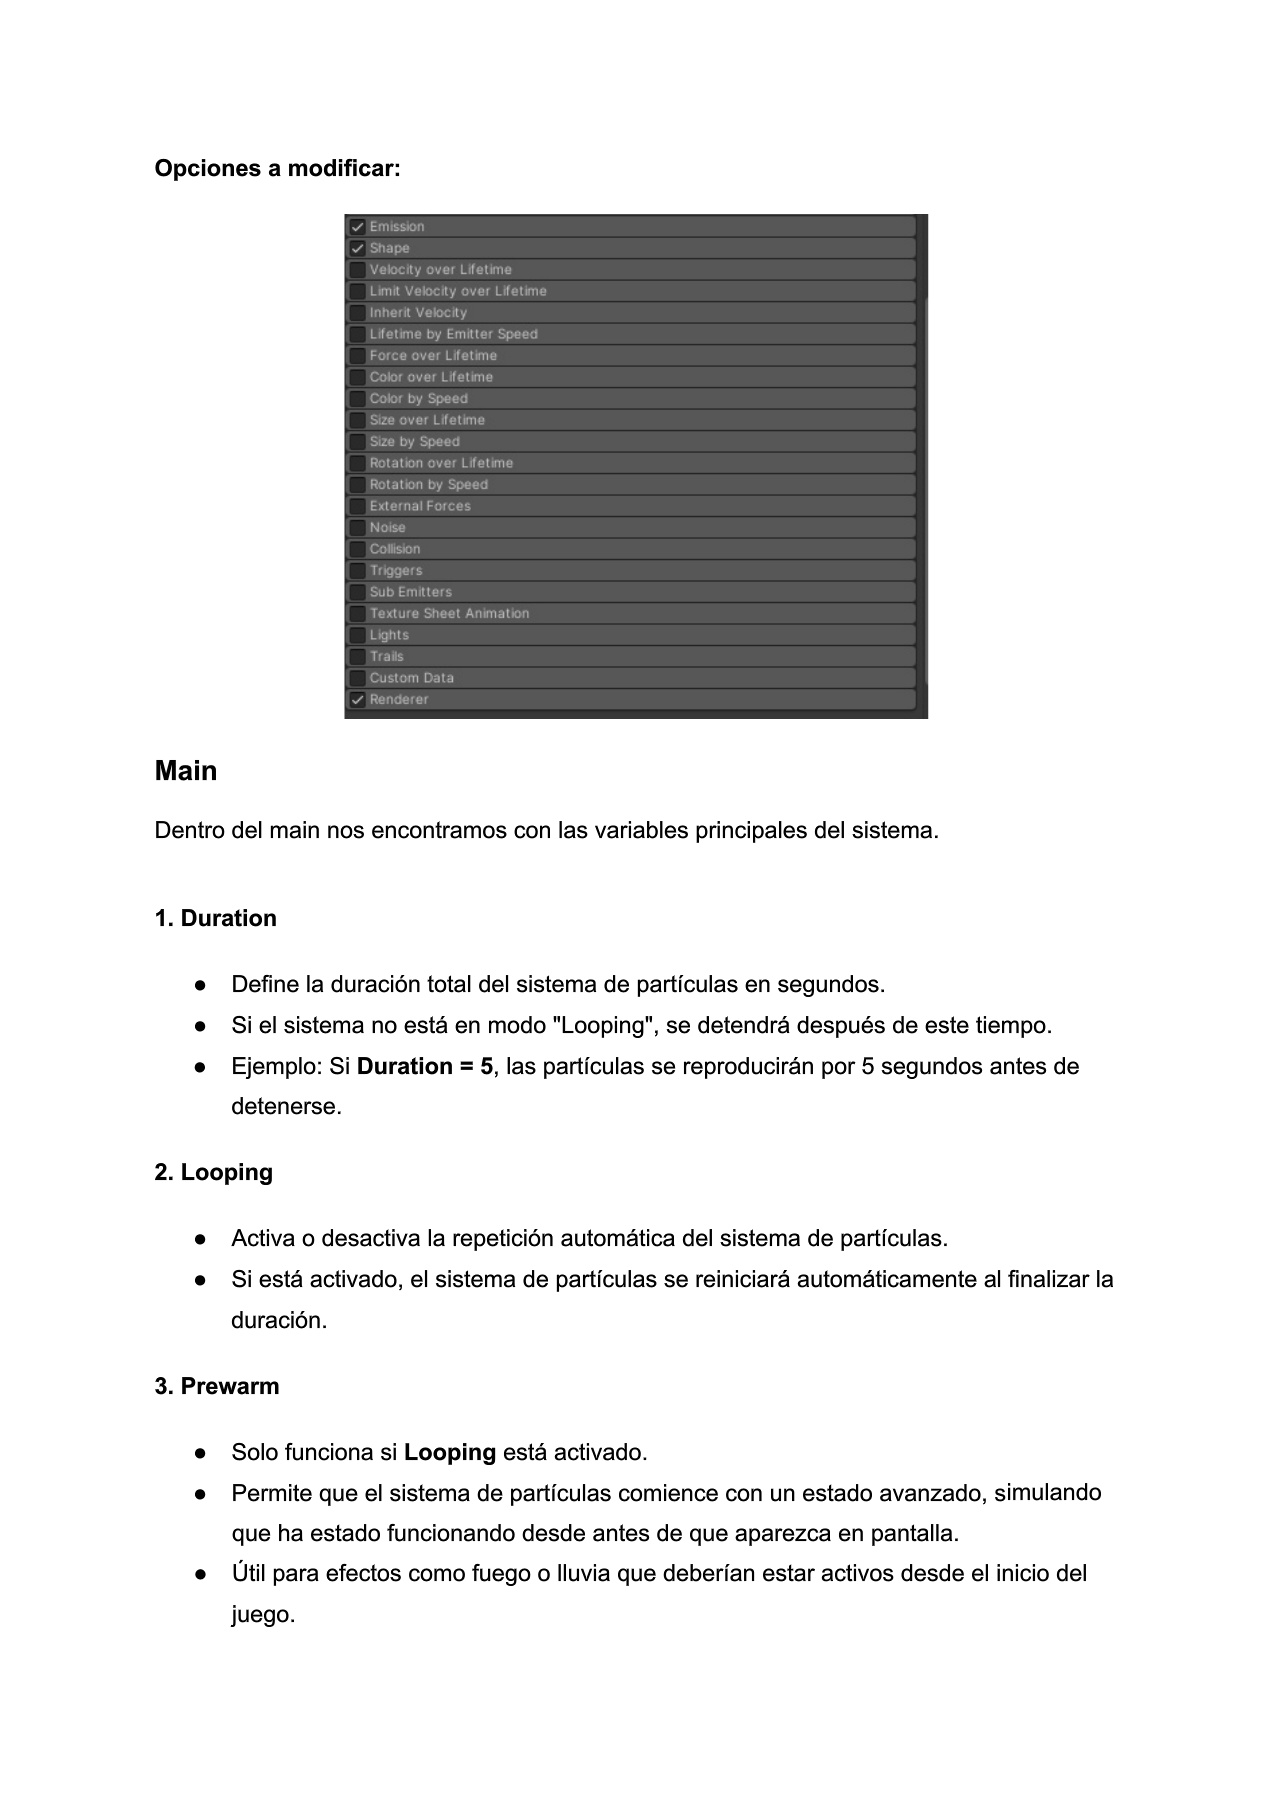 Opciones a modificar:
Emission
Shape
Velocity over Lifetime
Limit Velocity over Lifetime
Inherit Velocity
Lifetime by Emitter Speed
Force over Lifetime
Color over Lifetime
Color by Speed
Size over Lifetime
Size by Speed
Rotation over Lifetime
Rotation by Speed
External Forces
Noise
Collision
Triggers
Sub Emitters
Texture Sheet Animation
Lights
Trails
Custom Data
Renderer
Main
Dentro del main nos encontramos con las variables principales del sistema.
1. Duration
● Define la duración total del sistema de partículas en segundos.
● Si el sistema no está en modo "Looping", se detendrá después de este tiempo.
● Ejemplo: Si Duration = 5, las partículas se reproducirán por 5 segundos antes de
detenerse.
2. Looping
● Activa o desactiva la repetición automática del sistema de partículas.
● Si está activado, el sistema de partículas se reiniciará automáticamente al finalizar la
duración.
3. Prewarm
● Solo funciona si Looping está activado.
● Permite que el sistema de partículas comience con un estado avanzado, simulando
que ha estado funcionando desde antes de que aparezca en pantalla.
● Útil para efectos como fuego o lluvia que deberían estar activos desde el inicio del
juego.